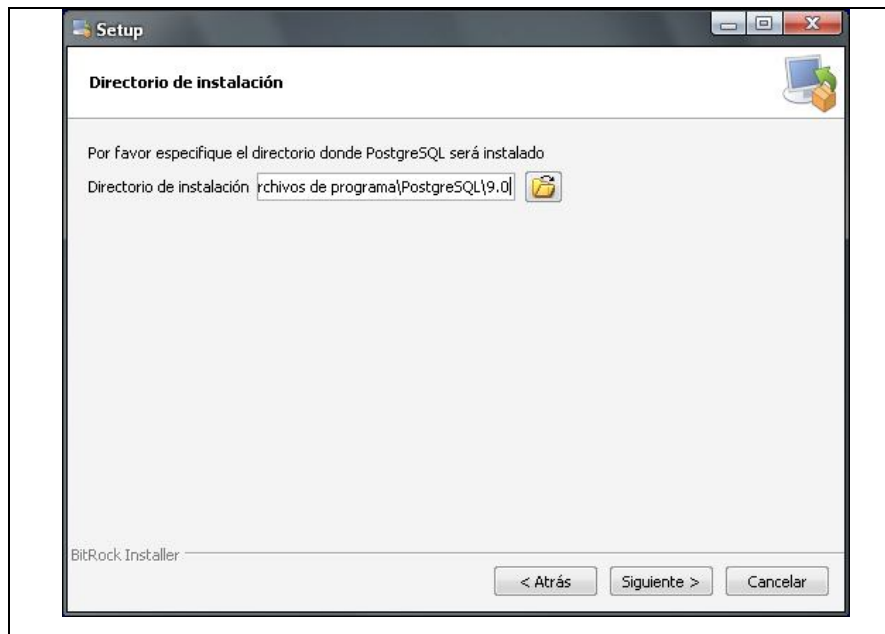 Setup
Directorio de instalación
Por favor especifique el directorio donde PostgreSQL será instalado
Directorio de instalación rchivos de programa\PostgreSQL\9.0
BitRock Installer
< Atrás Siguiente > Cancelar